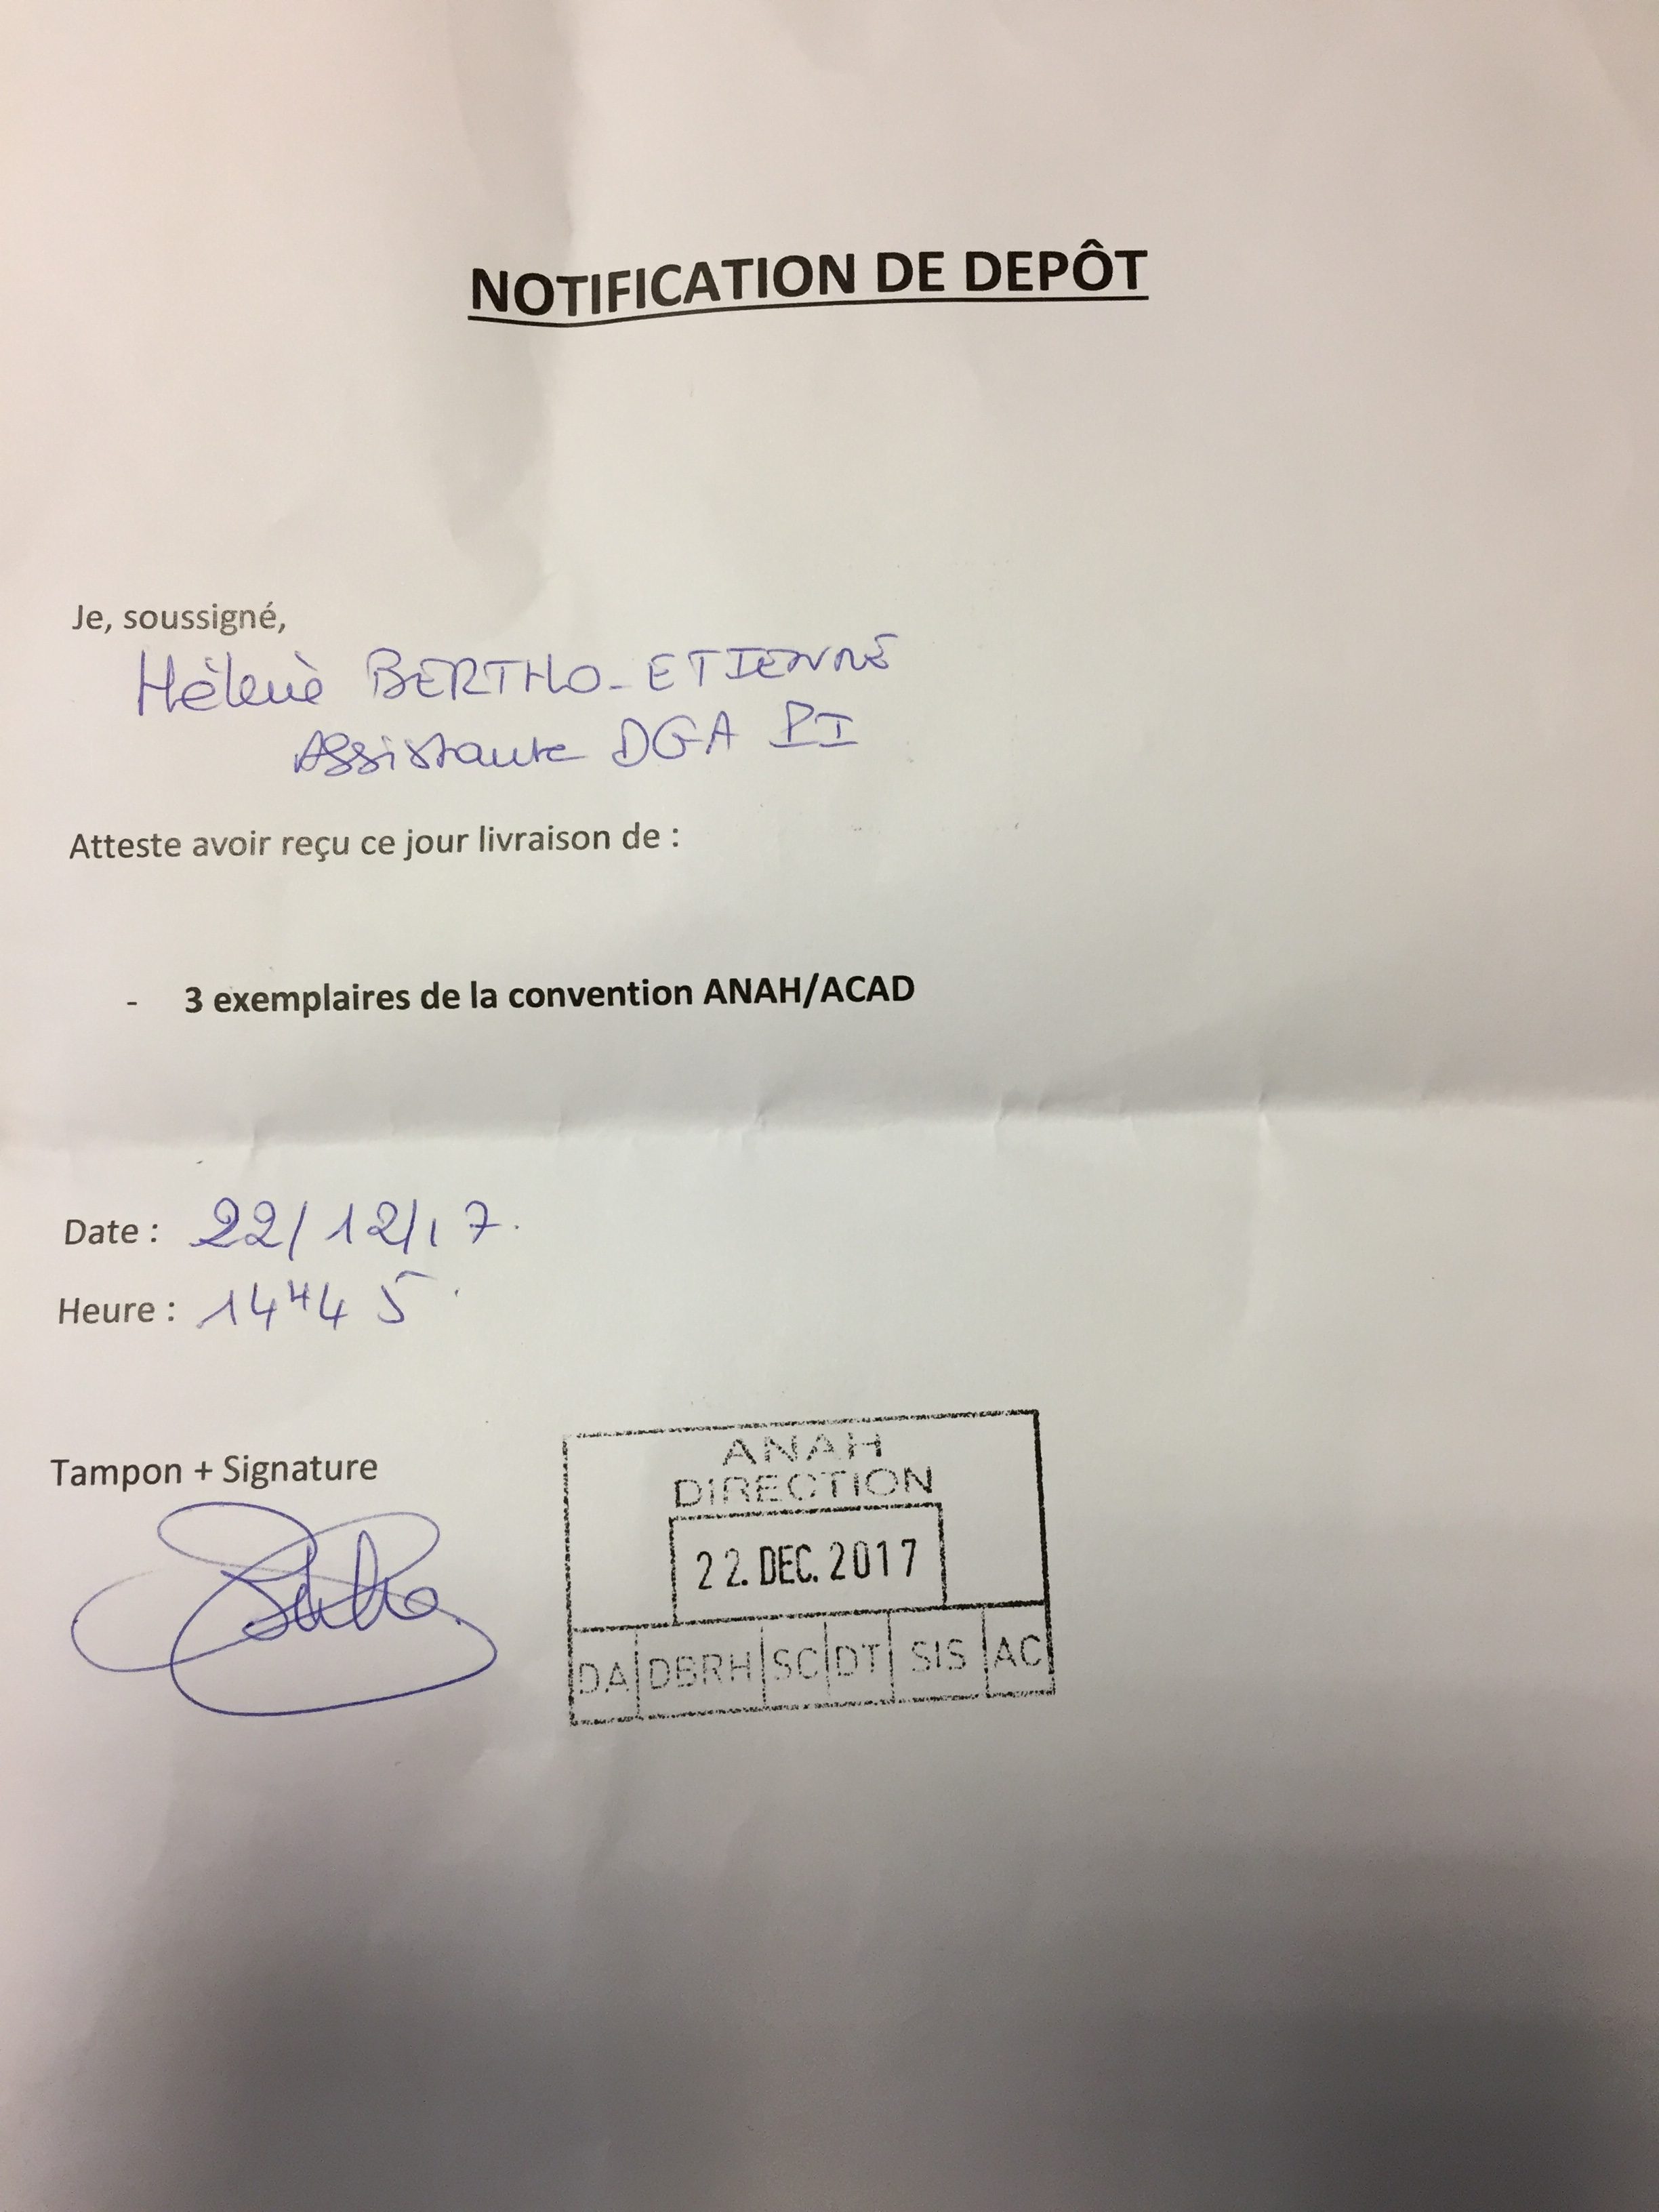 NOTIFICATION DE DEPÔT
Je, soussigné,
Hélène BERTHO-ETIENNE
Assistante DGA PI
Atteste avoir reçu ce jour livraison de :
- 3 exemplaires de la convention ANAH/ACAD
Date : 22/12/17.
Heure : 14H45
Tampon + Signature
ANAH
DIRECTION
22. DEC. 2017
DA DBRH SC DT SIS AC